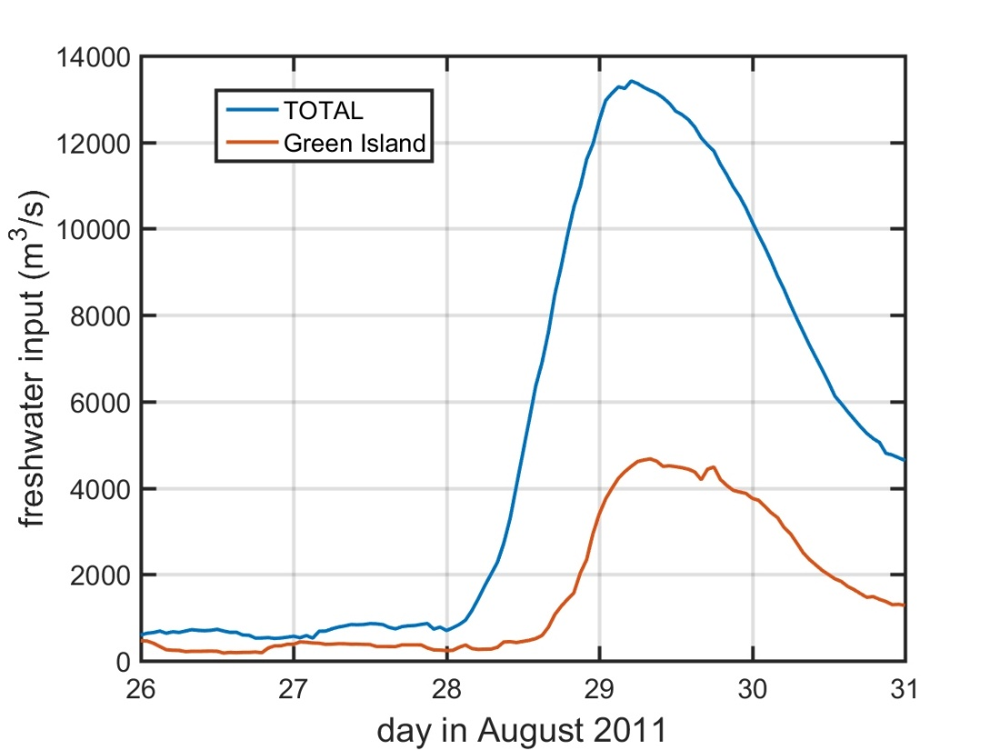 14000
12000
10000
8000
6000
4000
2000
0
freshwater input (m³/s)
TOTAL
Green Island
26 27 28 29 30 31
day in August 2011